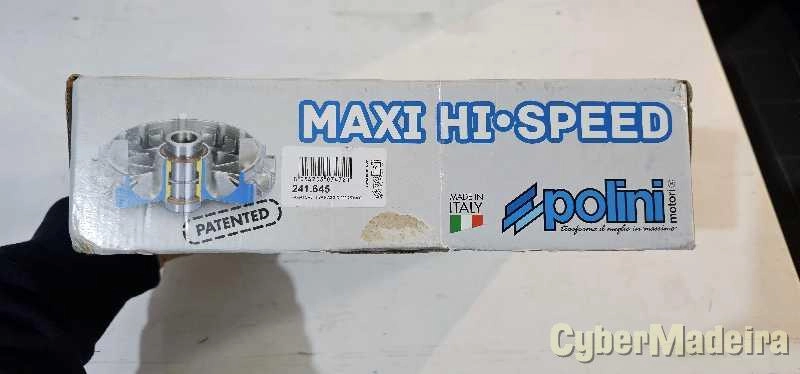 MAXI HI•SPEED
241.645
PATENTED
MADE IN
ITALY
polini
motori
trasforma il meglio in massimo
CyberMadeira